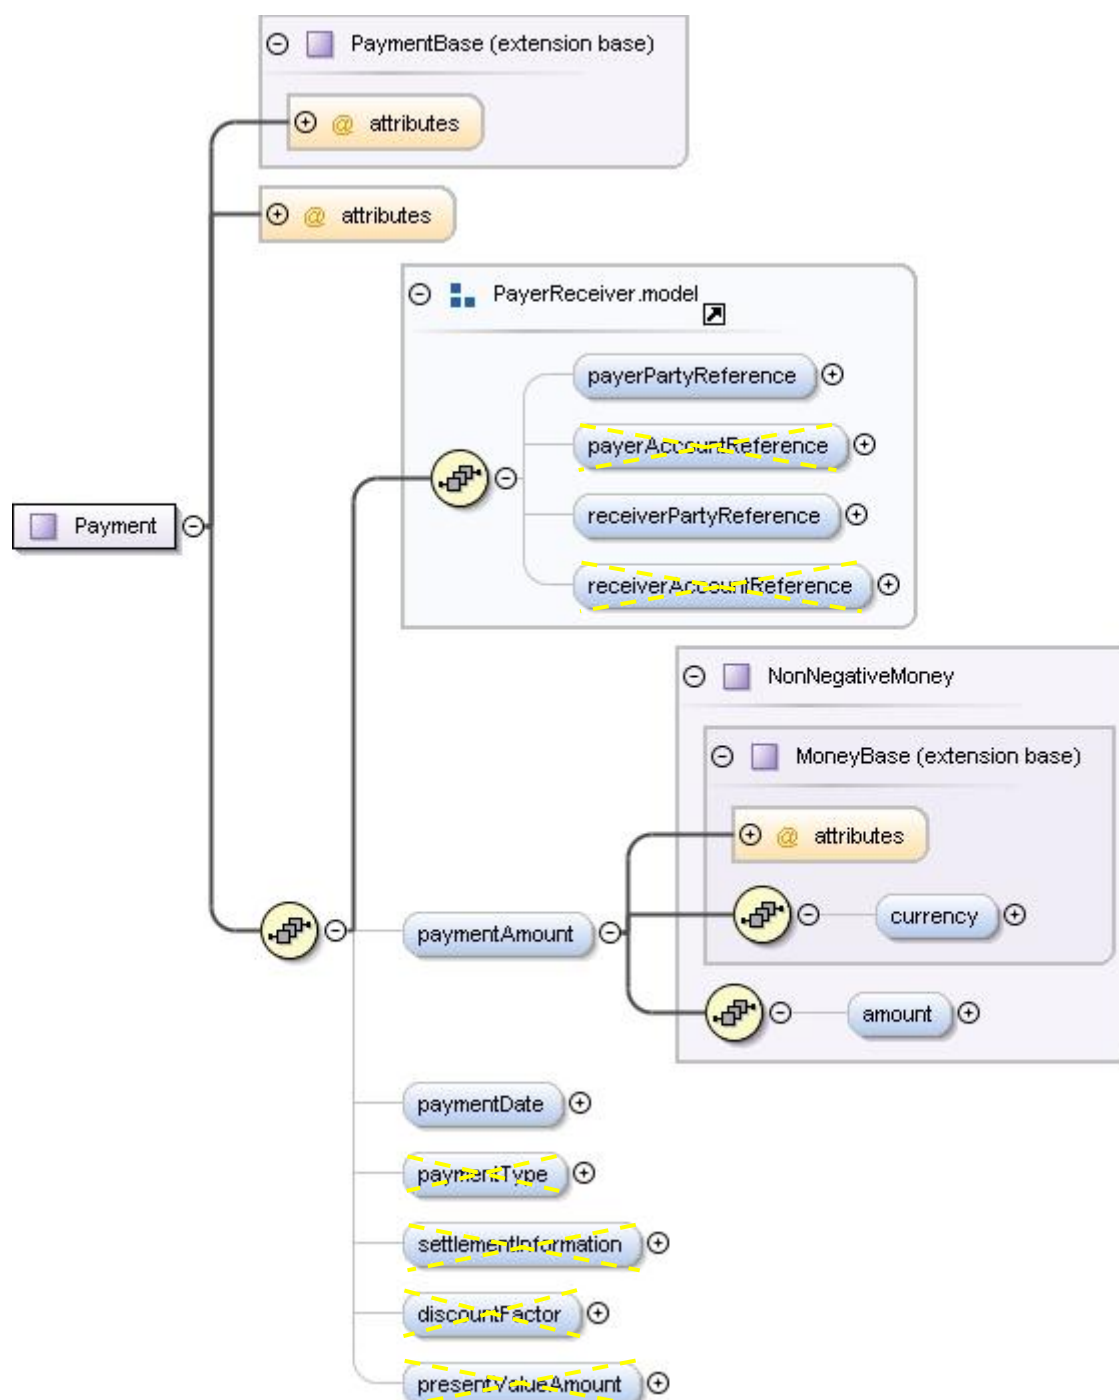 PaymentBase (extension base)
@ attributes
@ attributes
PayerReceiver.model
payerPartyReference
payerAccountReference
Payment
receiverPartyReference
receiverAccountReference
NonNegativeMoney
MoneyBase (extension base)
@ attributes
currency
paymentAmount
amount
paymentDate
paymentType
settlementInformation
discountFactor
presentValueAmount